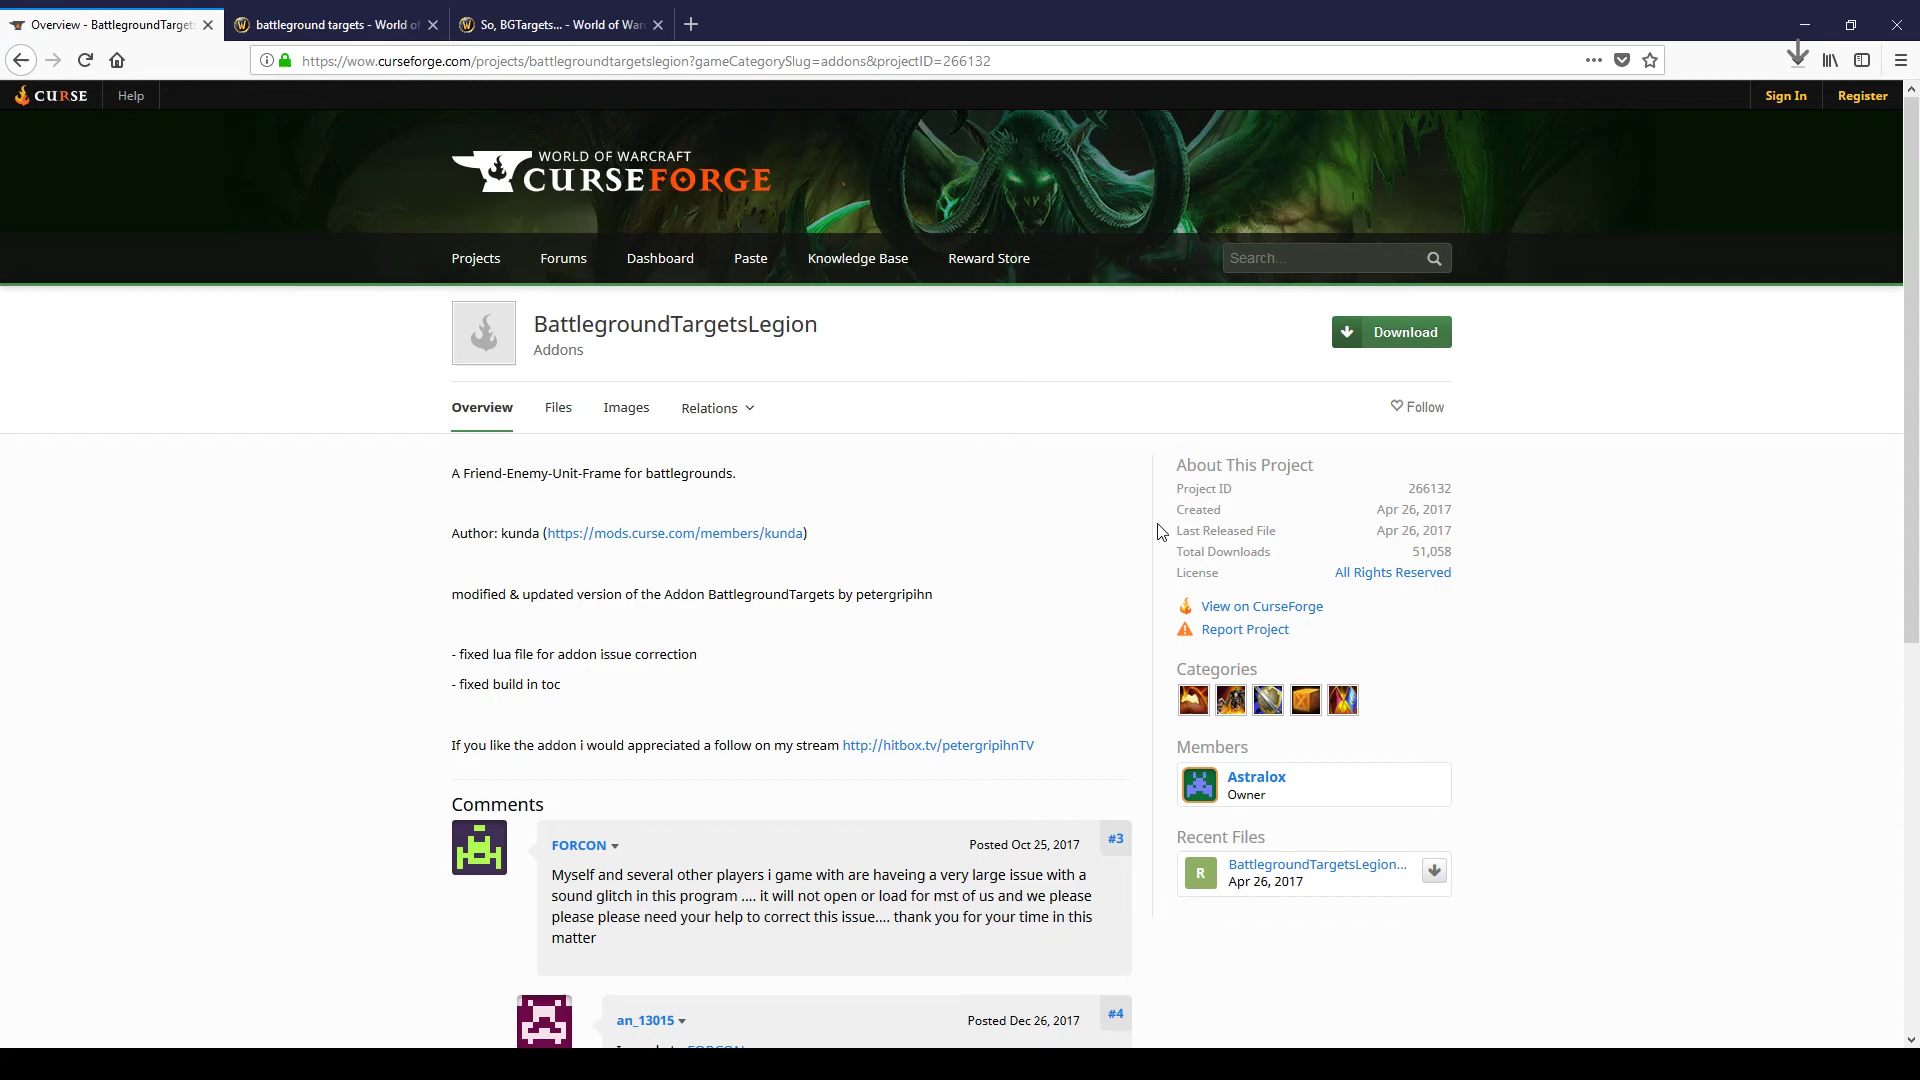 Overview - BattlegroundTargets
battleground targets - World of
So, BGTargets... - World of War
https://wow.curseforge.com/projects/battlegroundtargetslegion?gameCategorySlug=addons&projectID=266132
CURSE
Help
Sign In
Register
WORLD OF WARCRAFT
CURSEFORGE
Projects
Forums
Dashboard
Paste
Knowledge Base
Reward Store
Search...
BattlegroundTargetsLegion
Addons
Download
Overview
Files
Images
Relations
Follow
A Friend-Enemy-Unit-Frame for battlegrounds.
Author: kunda (https://mods.curse.com/members/kunda)
modified & updated version of the Addon BattlegroundTargets by petergripihn
- fixed lua file for addon issue correction
- fixed build in toc
If you like the addon i would appreciated a follow on my stream http://hitbox.tv/petergripihnTV
About This Project
Project ID 266132
Created Apr 26, 2017
Last Released File Apr 26, 2017
Total Downloads 51,058
License All Rights Reserved
View on CurseForge
Report Project
Categories
Members
Astralox
Owner
Recent Files
R
BattlegroundTargetsLegion...
Apr 26, 2017
Comments
FORCON
Posted Oct 25, 2017
#3
Myself and several other players i game with are haveing a very large issue with a
sound glitch in this program .... it will not open or load for mst of us and we please
please please need your help to correct this issue.... thank you for your time in this
matter
an_13015
Posted Dec 26, 2017
#4